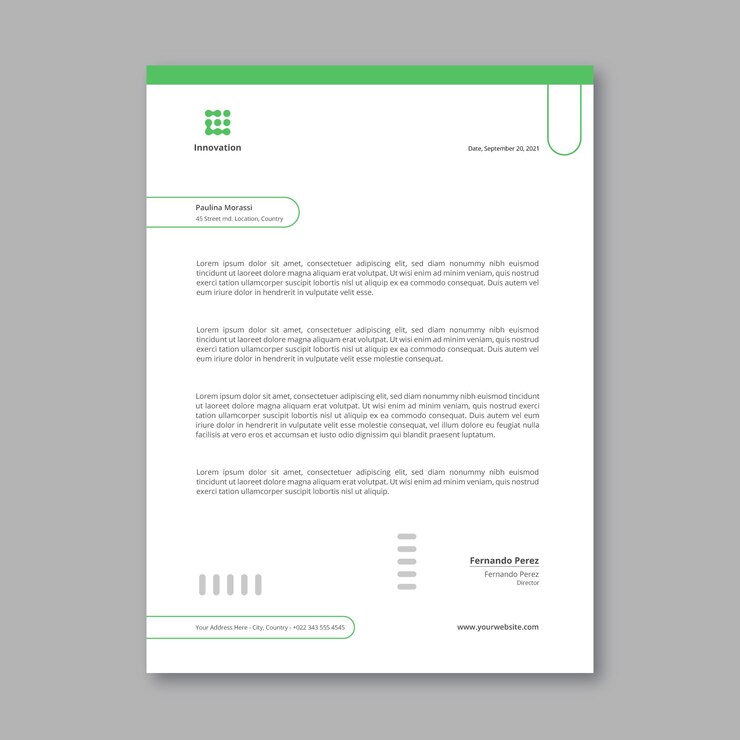 Innovation
Date, September 20, 2021
Paulina Morassi
45 Street md. Location, Country
Lorem ipsum dolor sit amet, consectetuer adipiscing elit, sed diam nonummy nibh euismod
tincidunt ut laoreet dolore magna aliquam erat volutpat. Ut wisi enim ad minim veniam, quis nostrud
exerci tation ullamcorper suscipit lobortis nisl ut aliquip ex ea commodo consequat. Duis autem vel
eum iriure dolor in hendrerit in vulputate velit esse.
Lorem ipsum dolor sit amet, consectetuer adipiscing elit, sed diam nonummy nibh euismod
tincidunt ut laoreet dolore magna aliquam erat volutpat. Ut wisi enim ad minim veniam, quis nostrud
exerci tation ullamcorper suscipit lobortis nisl ut aliquip ex ea commodo consequat. Duis autem vel
eum iriure dolor in hendrerit in vulputate velit esse molestie consequat.
Lorem ipsum dolor sit amet, consectetuer adipiscing elit, sed diam nonummy nibh euismod
tincidunt ut laoreet dolore magna aliquam erat volutpat. Ut wisi enim ad minim veniam, quis nostrud
exerci tation ullamcorper suscipit lobortis nisl ut aliquip ex ea commodo consequat. Duis autem vel
eum iriure dolor in hendrerit in vulputate velit esse molestie consequat, vel illum dolore eu feugiat nulla
facilisis at vero eros et accumsan et iusto odio dignissim qui blandit praesent luptatum.
Lorem ipsum dolor sit amet, consectetuer adipiscing elit, sed diam nonummy nibh euismod
tincidunt ut laoreet dolore magna aliquam erat volutpat. Ut wisi enim ad minim veniam, quis nostrud
exerci tation ullamcorper suscipit lobortis nisl ut aliquip.
Fernando Perez
Fernando Perez
Director
Your Address Here - City, Country - +022 343 555 4545
www.yourwebsite.com